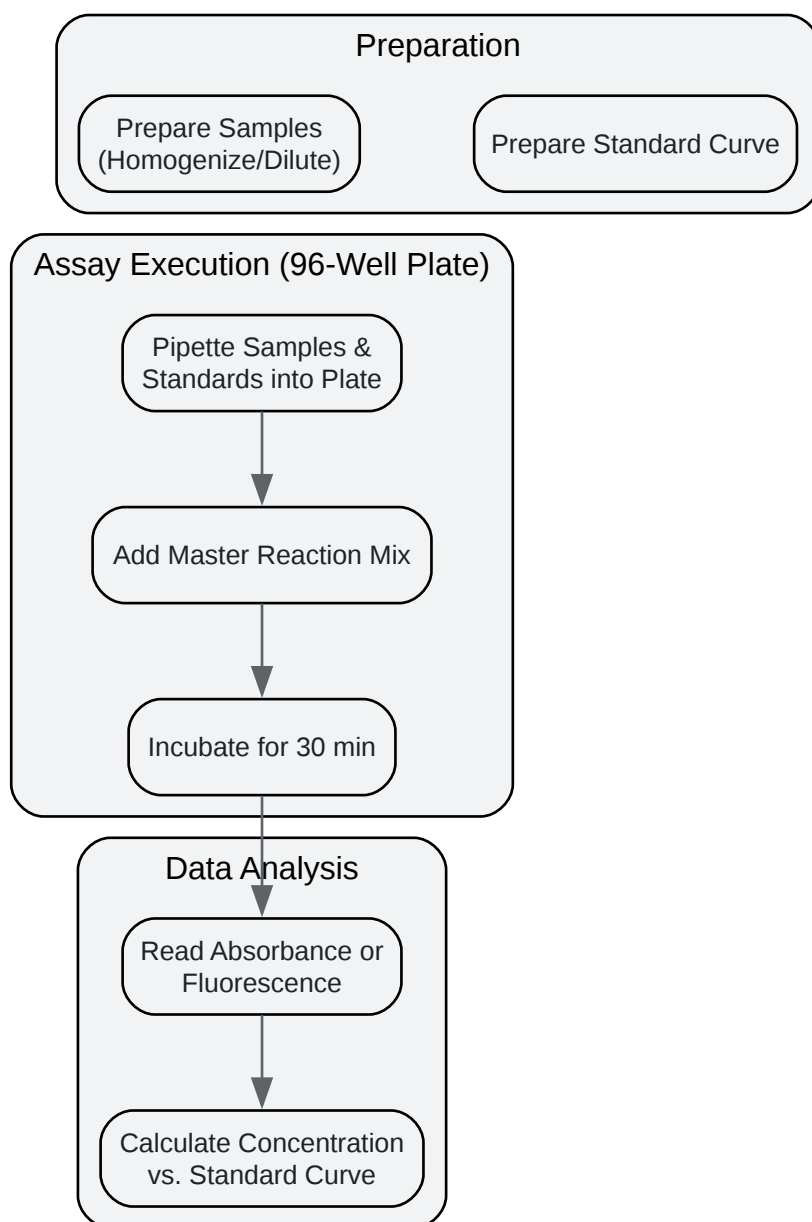 Preparation
Prepare Samples
(Homogenize/Dilute)
Prepare Standard Curve
Assay Execution (96-Well Plate)
Pipette Samples &
Standards into Plate
Add Master Reaction Mix
Incubate for 30 min
Data Analysis
Read Absorbance or
Fluorescence
Calculate Concentration
vs. Standard Curve